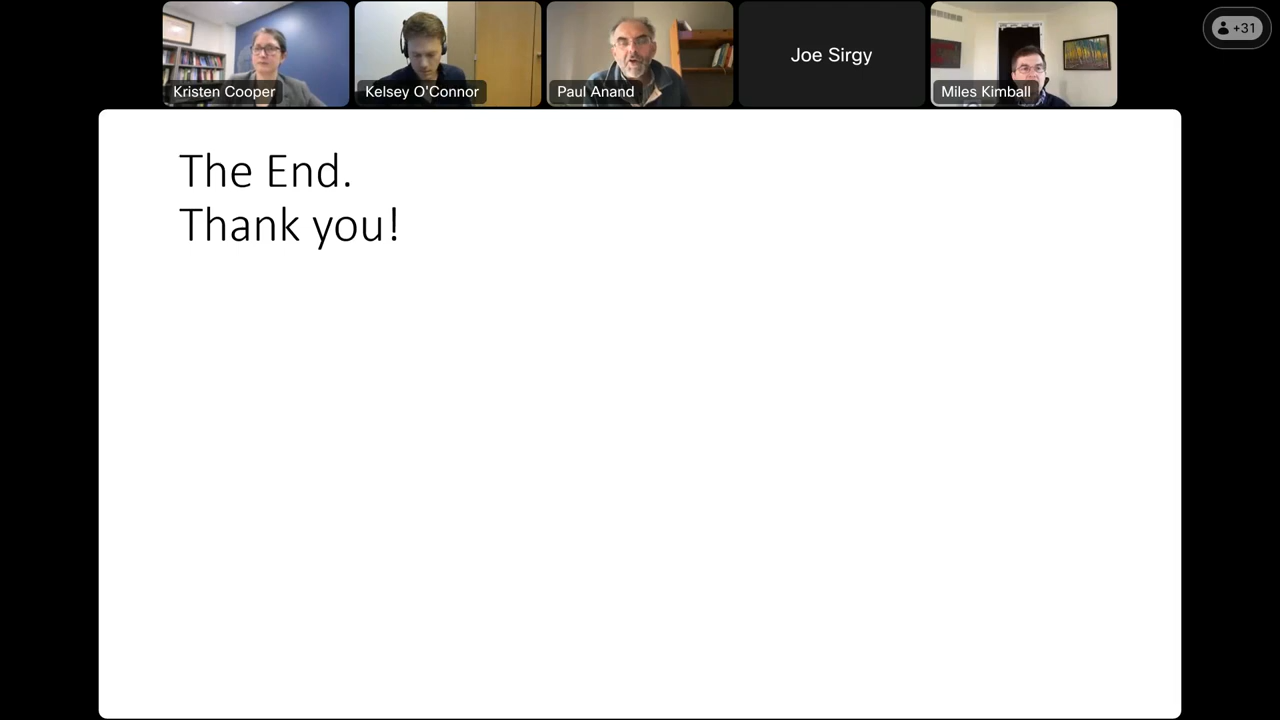 Kristen Cooper
Kelsey O'Connor
Paul Anand
Joe Sirgy
Miles Kimball
+31
The End.
Thank you!